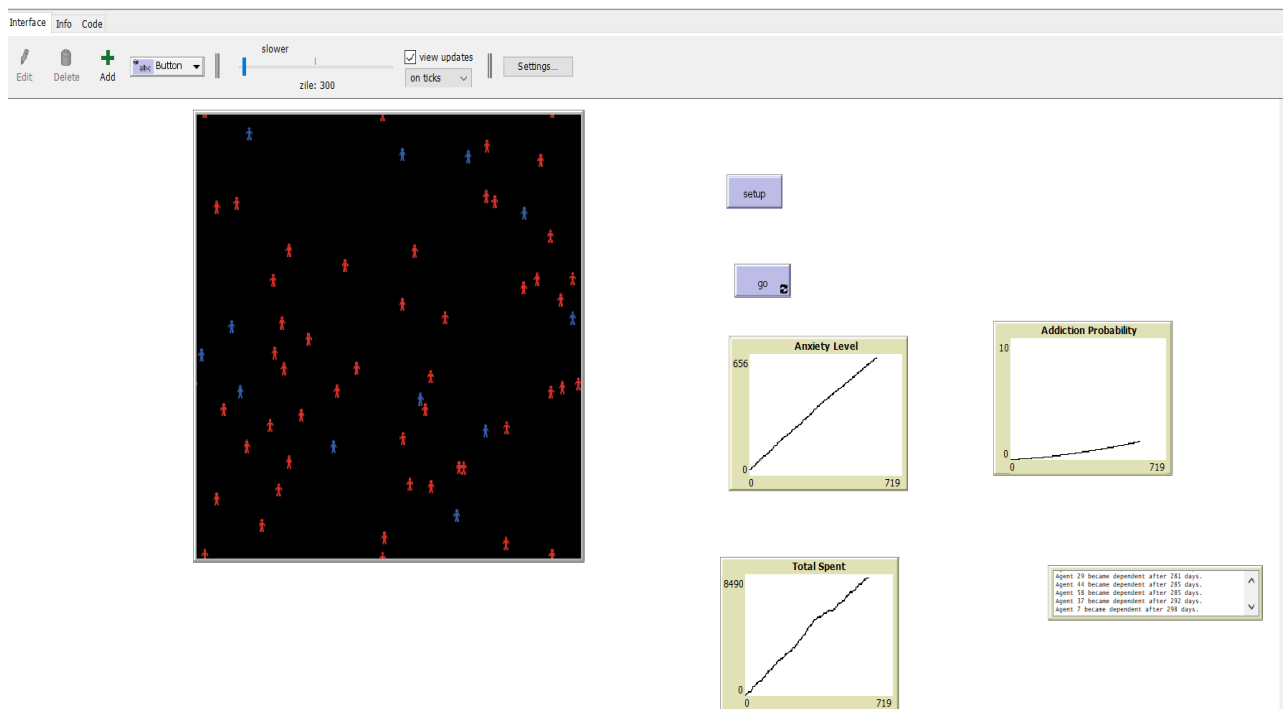 Interface Info Code
slower
Edit Delete Add abc Button view updates on ticks Settings...
zile: 300
setup
go
Anxiety Level
656
0
0 719
Addiction Probability
10
0
0 719
Total Spent
8490
0
0 719
Agent 29 became dependent after 281 days.
Agent 44 became dependent after 285 days.
Agent 58 became dependent after 285 days.
Agent 37 became dependent after 292 days.
Agent 7 became dependent after 298 days.